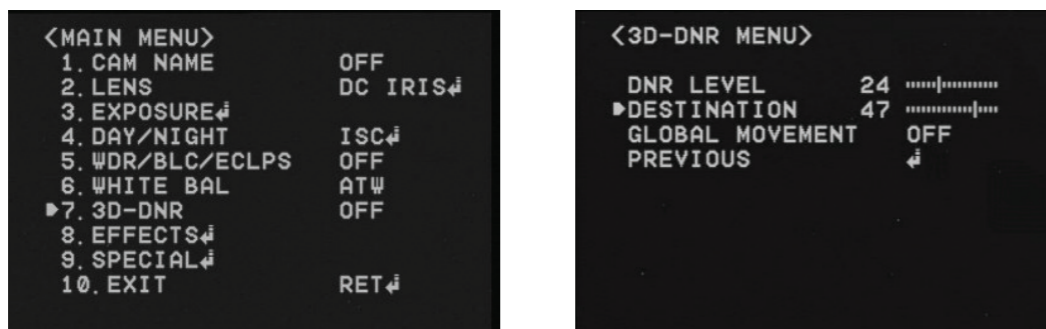 <MAIN MENU>
1. CAM NAME OFF
2. LENS DC IRIS↲
3. EXPOSURE↲
4. DAY/NIGHT ISC↲
5. WDR/BLC/ECLPS OFF
6. WHITE BAL ATW
7. 3D-DNR OFF
8. EFFECTS↲
9. SPECIAL↲
10. EXIT RET↲
<3D-DNR MENU>
DNR LEVEL 24
DESTINATION 47
GLOBAL MOVEMENT OFF
PREVIOUS ↲